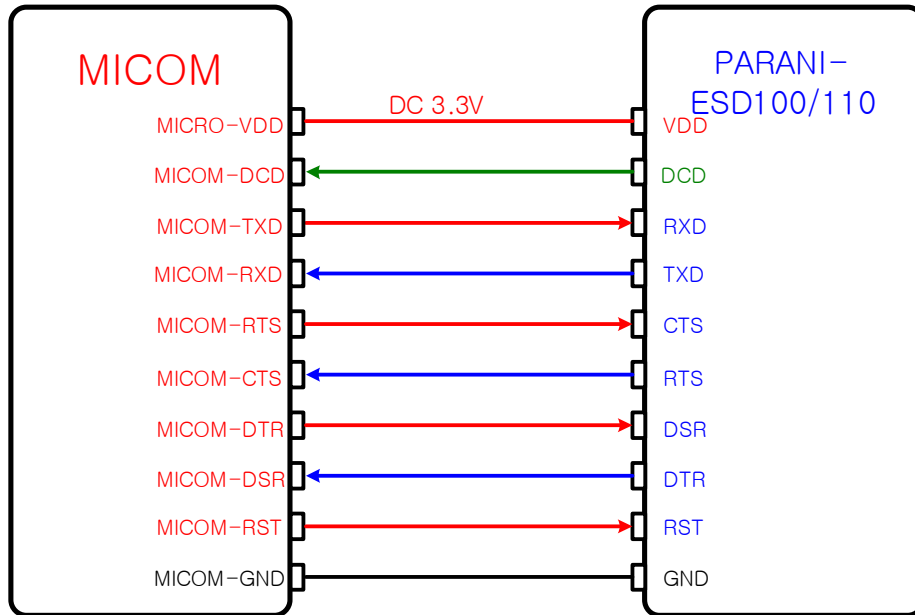 MICOM
PARANI-
ESD100/110
DC 3.3V
MICRO-VDD
VDD
MICOM-DCD
DCD
MICOM-TXD
RXD
MICOM-RXD
TXD
MICOM-RTS
CTS
MICOM-CTS
RTS
MICOM-DTR
DSR
MICOM-DSR
DTR
MICOM-RST
RST
MICOM-GND
GND